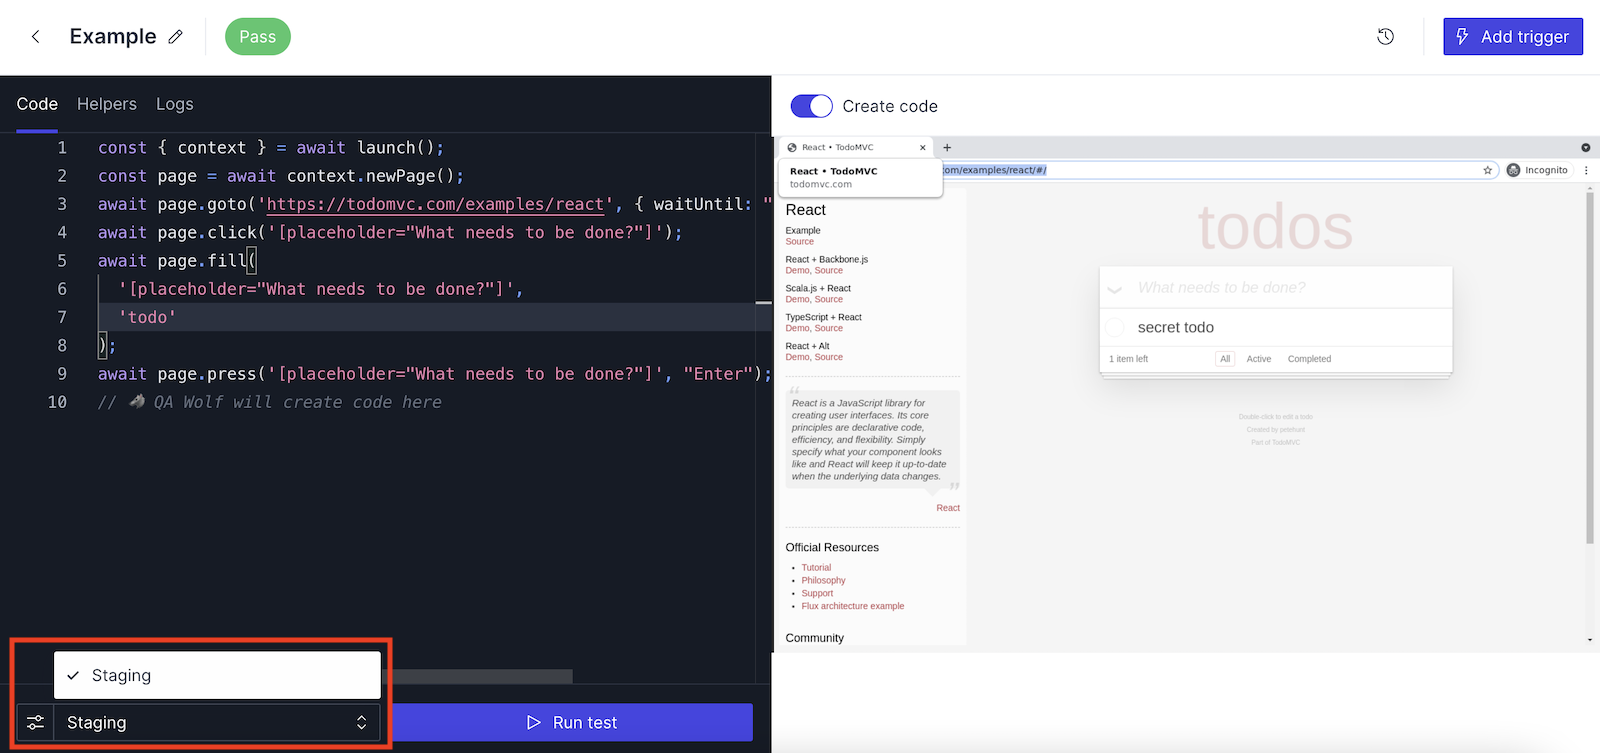 Example
Pass
Add trigger
Code Helpers Logs
1 const { context } = await launch();
2 const page = await context.newPage();
3 await page.goto('https://todomvc.com/examples/react', { waitUntil: "
4 await page.click('[placeholder="What needs to be done?"]');
5 await page.fill(
6 '[placeholder="What needs to be done?"]',
7 'todo'
8 );
9 await page.press('[placeholder="What needs to be done?"]', "Enter");
10 // 🐺 QA Wolf will create code here
Staging
Staging
Run test
Create code
React • TodoMVC
React • TodoMVC
todomvc.com
com/examples/react/#/
Incognito
React
Example
Source
React + Backbone.js
Demo, Source
Scala.js + React
Demo, Source
TypeScript + React
Demo, Source
React + Alt
Demo, Source
“
React is a JavaScript library for
creating user interfaces. Its core
principles are declarative code,
efficiency, and flexibility. Simply
specify what your component looks
like and React will keep it up-to-date
when the underlying data changes.
”
React
Official Resources
• Tutorial
• Philosophy
• Support
• Flux architecture example
Community
todos
What needs to be done?
secret todo
1 item left All Active Completed
Double-click to edit a todo
Created by petehunt
Part of TodoMVC